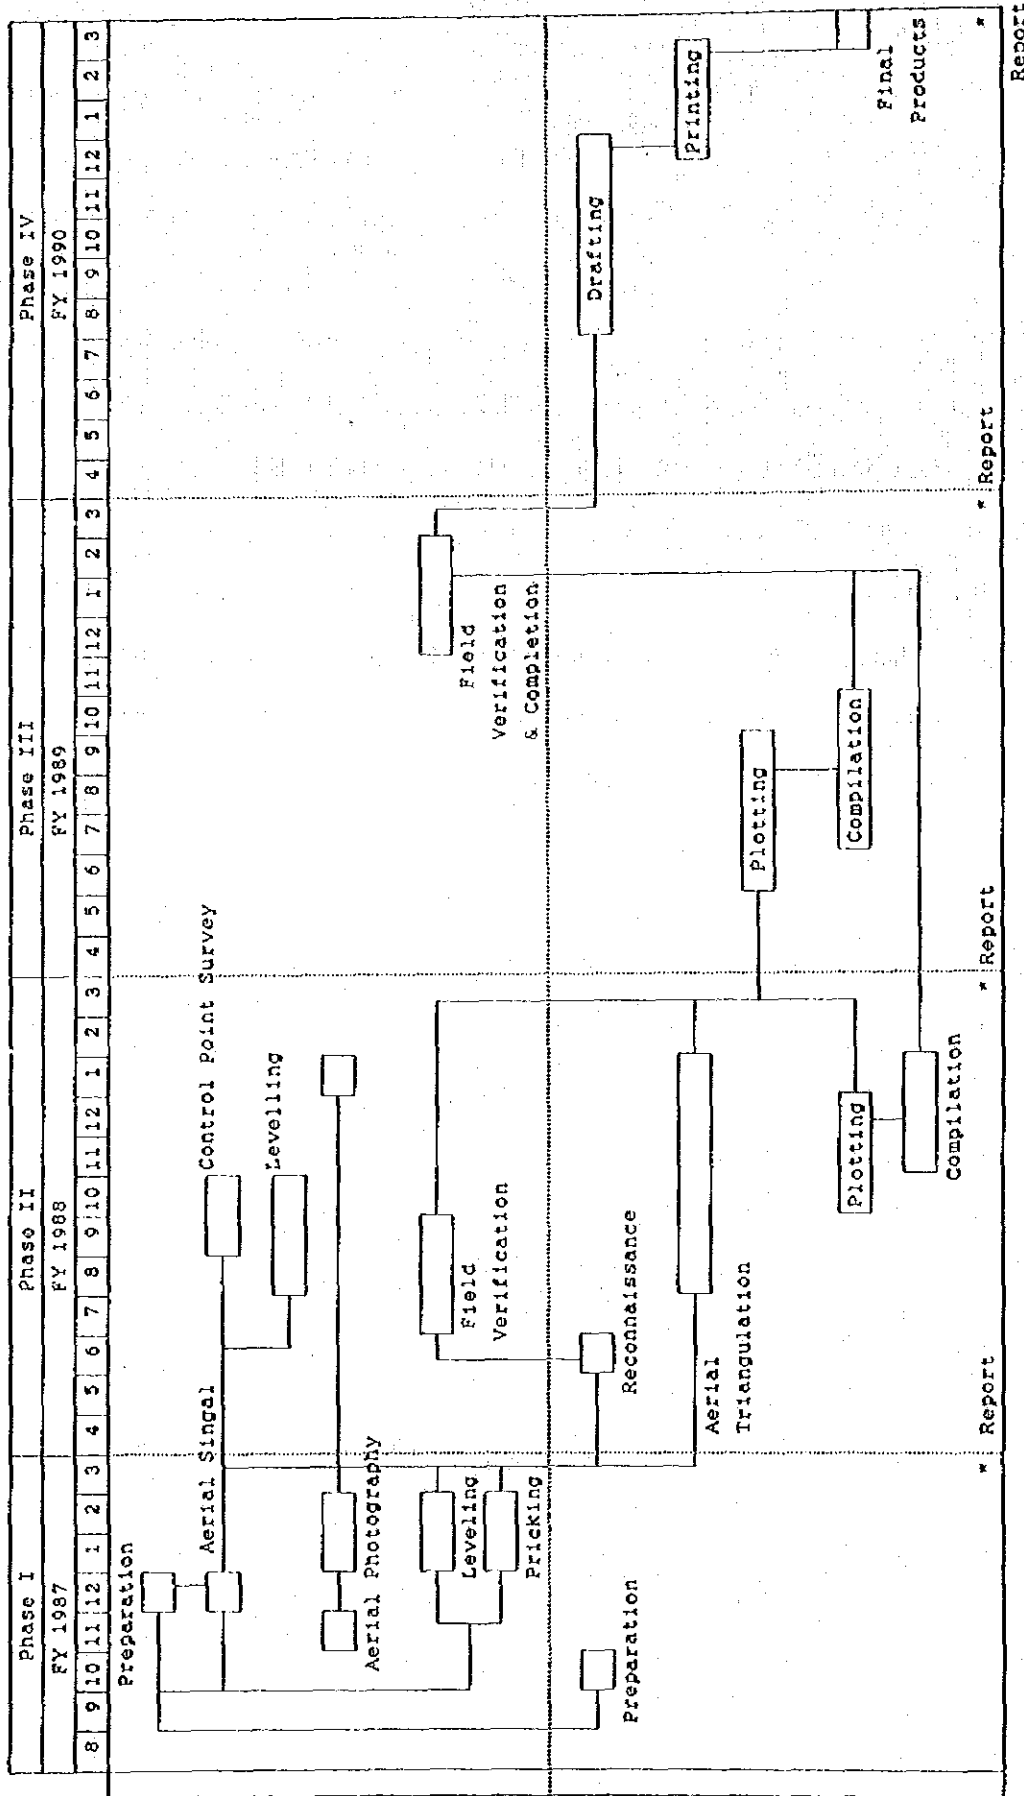 Phase I Phaso II Phase III Phase IV
FY 1987 FY 1988 FY 1989 FY 1990
8 9 10 11 12 1 2 3 4 5 6 7 8 9 10 11 12 1 2 3 4 5 6 7 8 9 10 11 12 1 2 3 4 5 6 7 8 9 10 11 12 1 2 3
Preparation
Aerial Singal
Control Point Survey
Levelling
Aerial Photography
Leveling
Pricking
Field
Verification
Field
Verification
& Completion
Preparation
Reconnaissance
Drafting
Aerial
Triangulation
Printing
Plotting
Plotting
Compilation
Compilation
Final
Products
* Report
* Report
* Report
*
Report